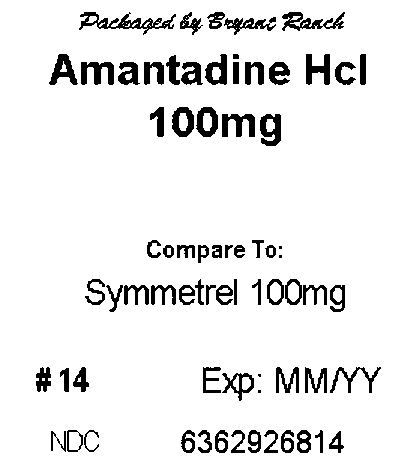 Packaged by Bryant Ranch
Amantadine Hcl
100mg
Compare To:
Symmetrel 100mg
# 14 Exp: MM/YY
NDC 6362926814